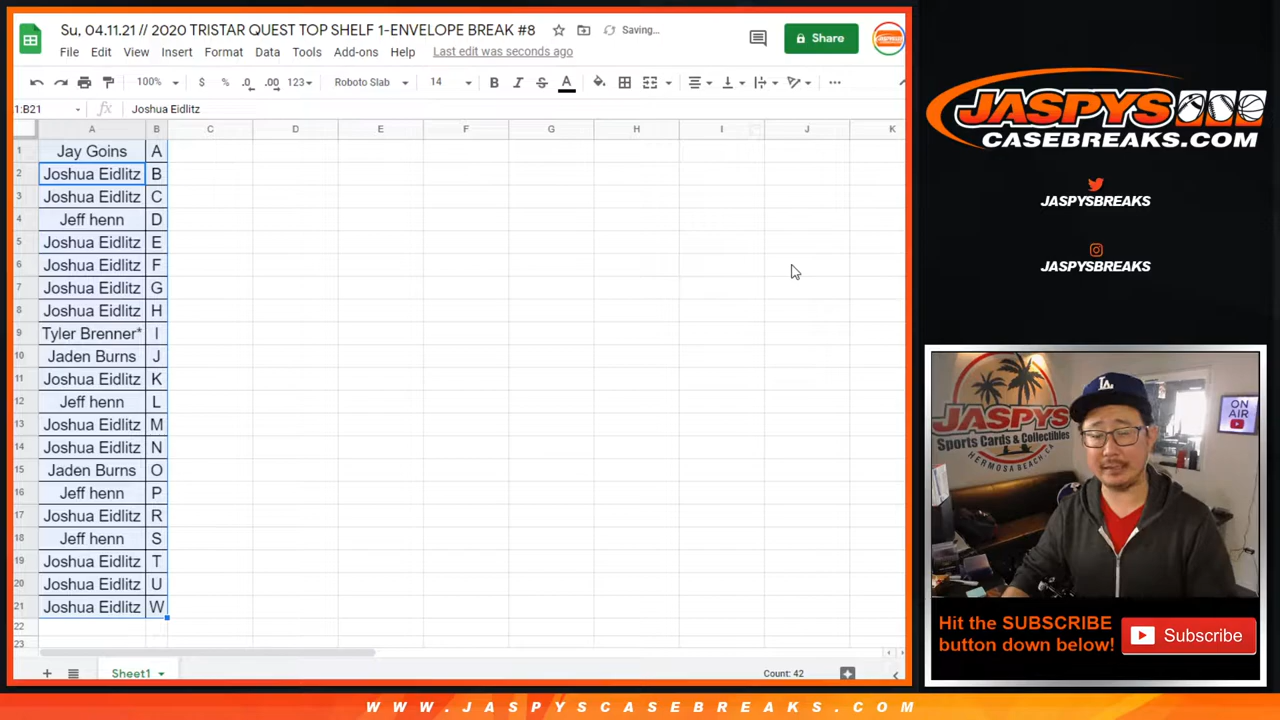 Su, 04.11.21 // 2020 TRISTAR QUEST TOP SHELF 1-ENVELOPE BREAK #8
Saving...
File Edit View Insert Format Data Tools Add-ons Help Last edit was seconds ago
Share
100% $ % .0 .00 123 Roboto Slab 14 B I S A
1:B21 fx Joshua Eidlitz
A B C D E F G H I J K
1 Jay Goins A
2 Joshua Eidlitz B
3 Joshua Eidlitz C
4 Jeff henn D
5 Joshua Eidlitz E
6 Joshua Eidlitz F
7 Joshua Eidlitz G
8 Joshua Eidlitz H
9 Tyler Brenner* I
10 Jaden Burns J
11 Joshua Eidlitz K
12 Jeff henn L
13 Joshua Eidlitz M
14 Joshua Eidlitz N
15 Jaden Burns O
16 Jeff henn P
17 Joshua Eidlitz R
18 Jeff henn S
19 Joshua Eidlitz T
20 Joshua Eidlitz U
21 Joshua Eidlitz W
22
23
Sheet1
Count: 42
JASPYS
CASEBREAKS.COM
JASPYSBREAKS
JASPYSBREAKS
JASPYS
Sports Cards & Collectibles
HERMOSA BEACH, CA
LA
ON
AIR
Hit the SUBSCRIBE
button down below!
Subscribe
WWW.JASPYSCASEBREAKS.COM